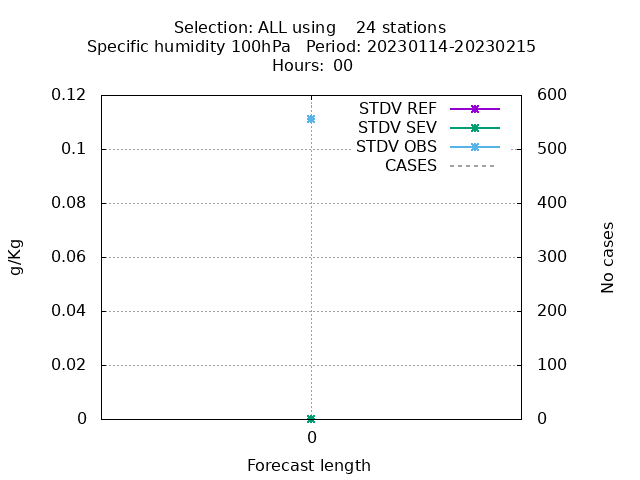 Selection: ALL using    24 stations
Specific humidity 100hPa   Period: 20230114-20230215
Hours:  00
0.12
0.1
0.08
0.06
0.04
0.02
0
g/Kg
STDV REF
STDV SEV
STDV OBS
CASES
600
500
400
300
200
100
0
No cases
0
Forecast length